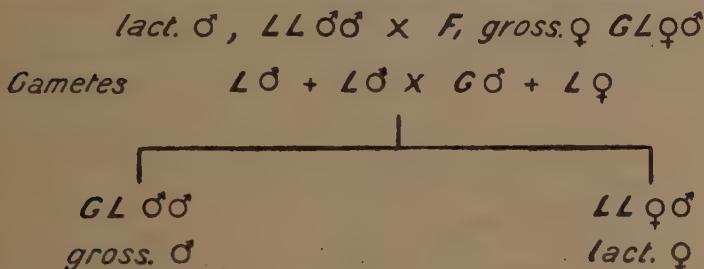 lact. ♂, LL ♂♂ × F, gross. ♀ GL ♀♂
Gametes L♂ + L♂ × G♂ + L♀
GL ♂♂ LL ♀♂
gross. ♂ lact. ♀